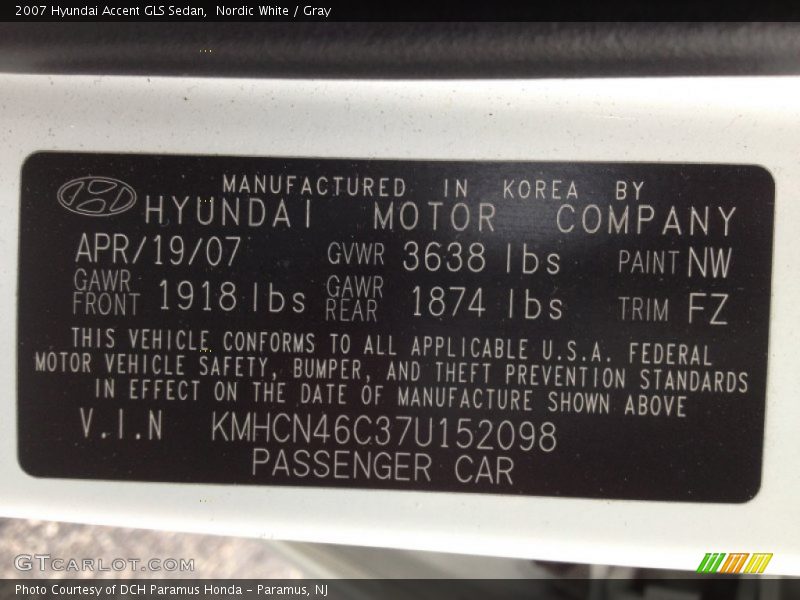 2007 Hyundai Accent GLS Sedan, Nordic White / Gray
MANUFACTURED IN KOREA BY
HYUNDAI MOTOR COMPANY
APR/19/07 GVWR 3638 lbs PAINT NW
GAWR FRONT 1918 lbs GAWR REAR 1874 lbs TRIM FZ
THIS VEHICLE CONFORMS TO ALL APPLICABLE U.S.A. FEDERAL
MOTOR VEHICLE SAFETY, BUMPER, AND THEFT PREVENTION STANDARDS
IN EFFECT ON THE DATE OF MANUFACTURE SHOWN ABOVE
V.I.N KMHCN46C37U152098
PASSENGER CAR
GTCARLOT.COM
Photo Courtesy of DCH Paramus Honda - Paramus, NJ